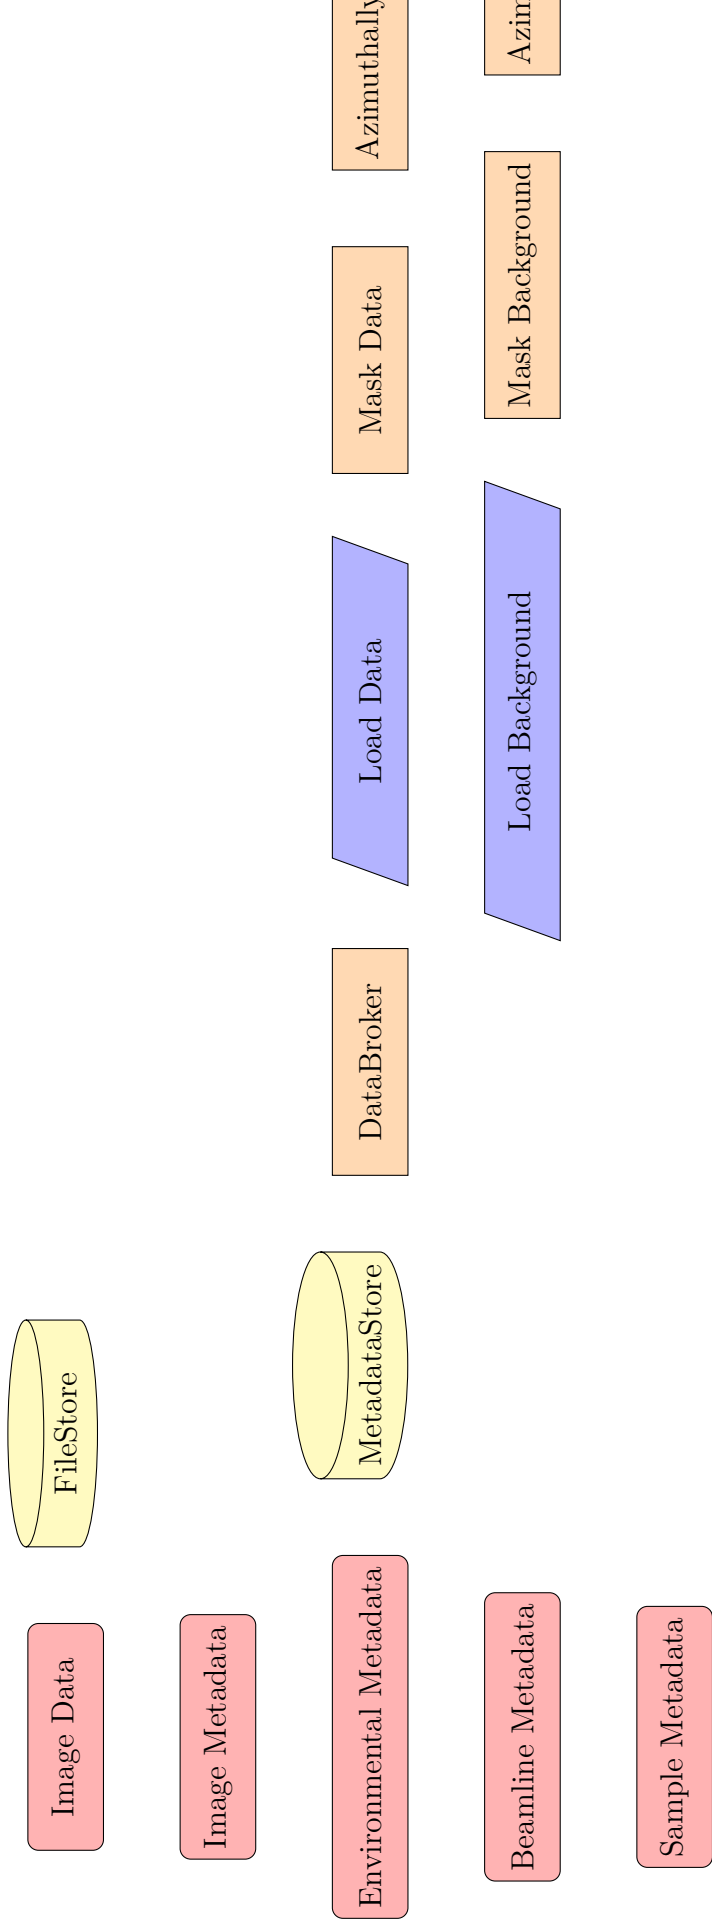 Image Data
FileStore
Image Metadata
Environmental Metadata
MetadataStore
DataBroker
Load Data
Mask Data
Azimuthally
Beamline Metadata
Load Background
Mask Background
Sample Metadata